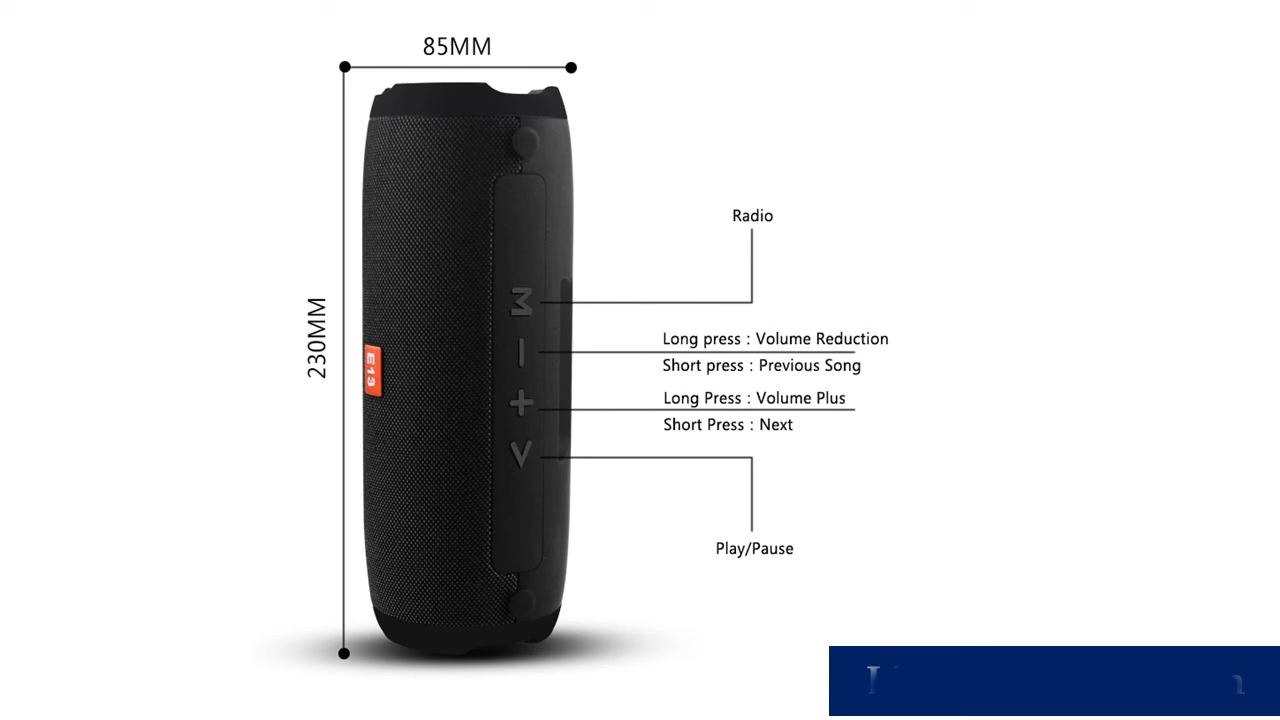 85MM
230MM
Radio
M
Long press : Volume Reduction
Short press : Previous Song
E13
Long Press : Volume Plus
Short Press : Next
Play/Pause